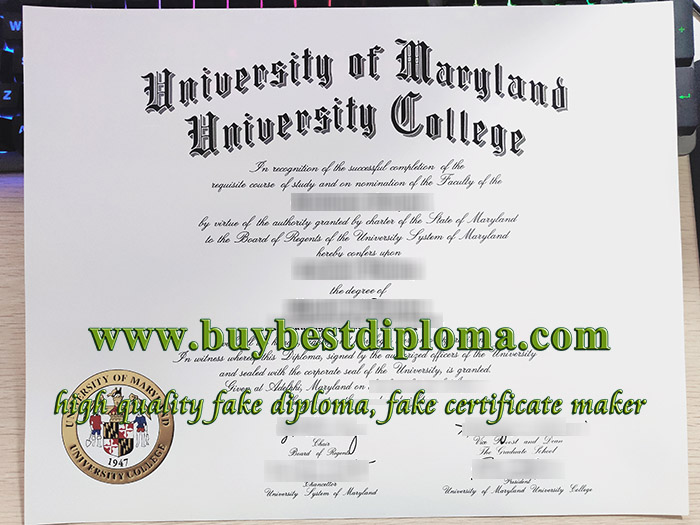 University of Maryland
University College
In recognition of the successful completion of the
requisite course of study and on nomination of the Faculty of the
by virtue of the authority granted by charter of the State of Maryland
to the Board of Regents of the University System of Maryland
hereby confers upon
the degree of
www.buybestdiploma.com
In witness whereof this Diploma, signed by the authorized officers of the University
and sealed with the corporate seal of the University, is granted.
Given at Adelphi, Maryland on
high quality fake diploma, fake certificate maker
UNIVERSITY OF MARYLAND
UNIVERSITY COLLEGE
1947
Chair
Board of Regents
Vice Provost and Dean
The Graduate School
Chancellor
University System of Maryland
President
University of Maryland University College
Z